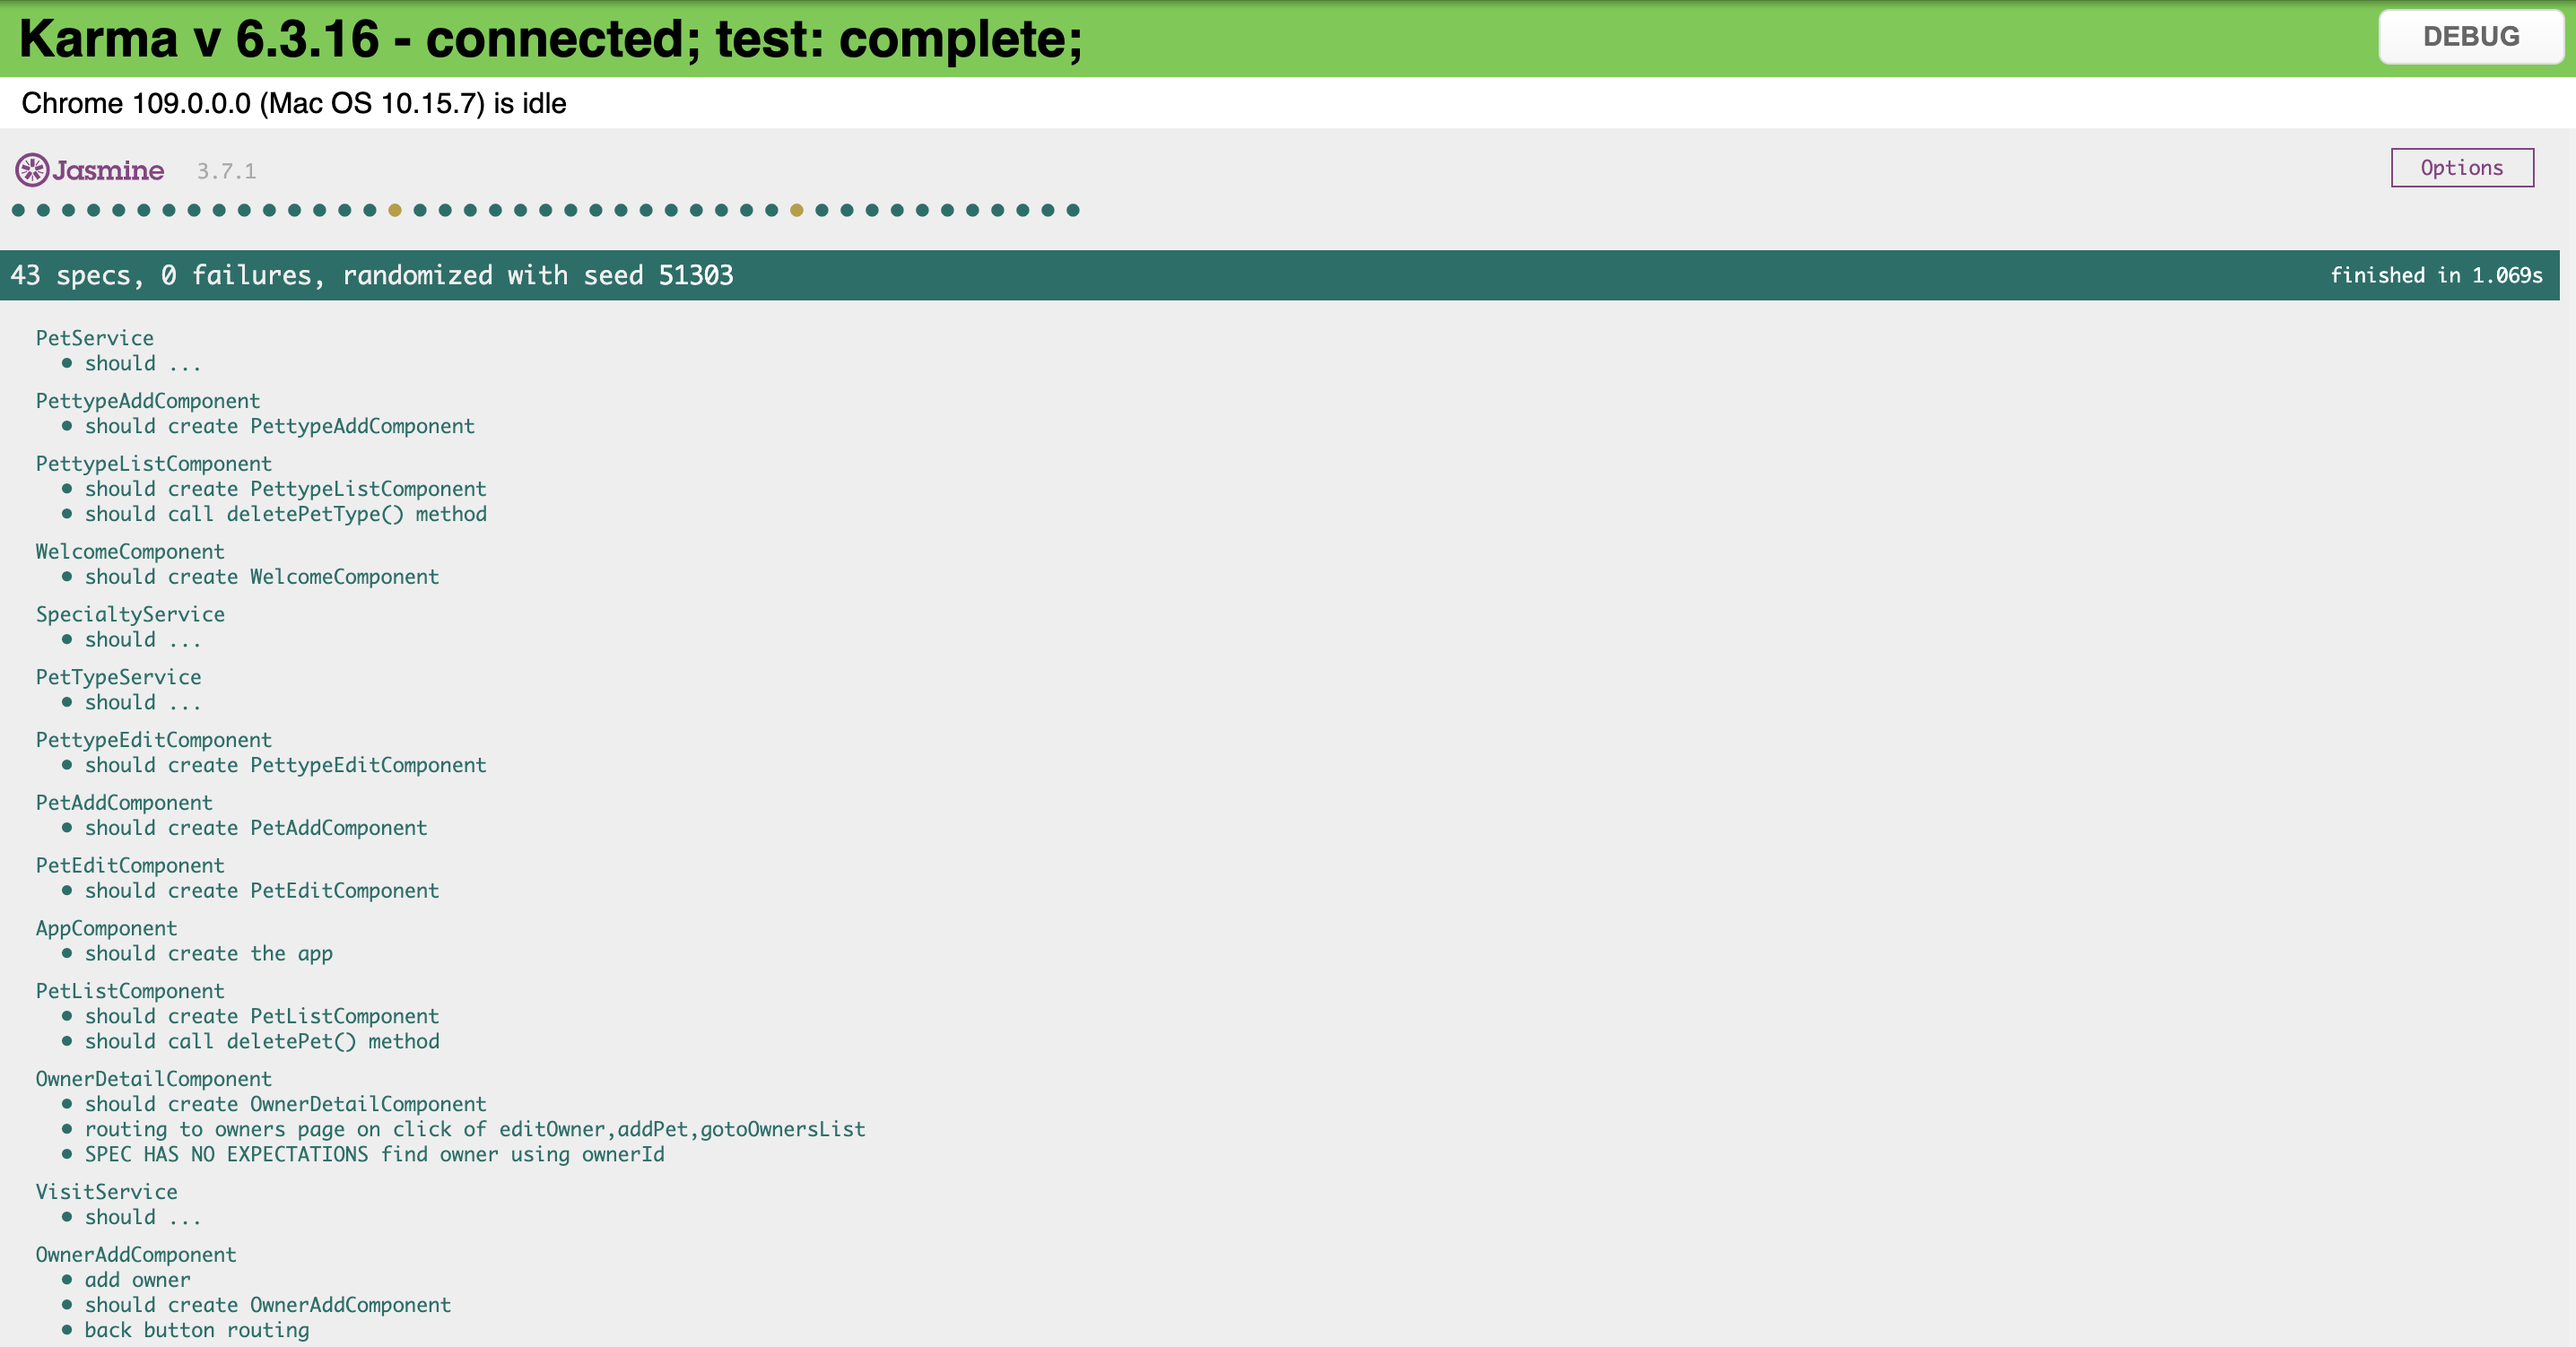 Karma v 6.3.16 - connected; test: complete;
DEBUG
Chrome 109.0.0.0 (Mac OS 10.15.7) is idle
Jasmine 3.7.1
Options
43 specs, 0 failures, randomized with seed 51303
finished in 1.069s
PetService
• should ...
PettypeAddComponent
• should create PettypeAddComponent
PettypeListComponent
• should create PettypeListComponent
• should call deletePetType() method
WelcomeComponent
• should create WelcomeComponent
SpecialtyService
• should ...
PetTypeService
• should ...
PettypeEditComponent
• should create PettypeEditComponent
PetAddComponent
• should create PetAddComponent
PetEditComponent
• should create PetEditComponent
AppComponent
• should create the app
PetListComponent
• should create PetListComponent
• should call deletePet() method
OwnerDetailComponent
• should create OwnerDetailComponent
• routing to owners page on click of editOwner,addPet,gotoOwnersList
• SPEC HAS NO EXPECTATIONS find owner using ownerId
VisitService
• should ...
OwnerAddComponent
• add owner
• should create OwnerAddComponent
• back button routing